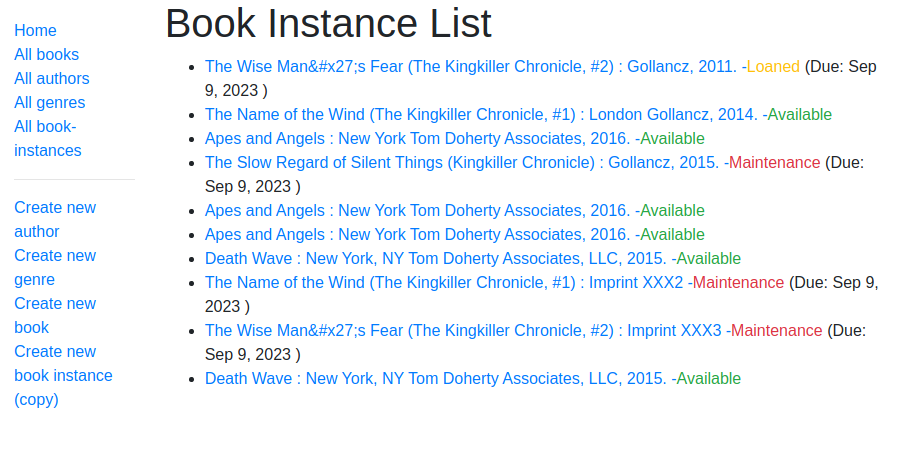 Home
All books
All authors
All genres
All book-
instances
Create new
author
Create new
genre
Create new
book
Create new
book instance
(copy)
Book Instance List
The Wise Man&#x27;s Fear (The Kingkiller Chronicle, #2) : Gollancz, 2011. -Loaned (Due: Sep
9, 2023 )
The Name of the Wind (The Kingkiller Chronicle, #1) : London Gollancz, 2014. -Available
Apes and Angels : New York Tom Doherty Associates, 2016. -Available
The Slow Regard of Silent Things (Kingkiller Chronicle) : Gollancz, 2015. -Maintenance (Due:
Sep 9, 2023 )
Apes and Angels : New York Tom Doherty Associates, 2016. -Available
Apes and Angels : New York Tom Doherty Associates, 2016. -Available
Death Wave : New York, NY Tom Doherty Associates, LLC, 2015. -Available
The Name of the Wind (The Kingkiller Chronicle, #1) : Imprint XXX2 -Maintenance (Due: Sep 9,
2023 )
The Wise Man&#x27;s Fear (The Kingkiller Chronicle, #2) : Imprint XXX3 -Maintenance (Due:
Sep 9, 2023 )
Death Wave : New York, NY Tom Doherty Associates, LLC, 2015. -Available